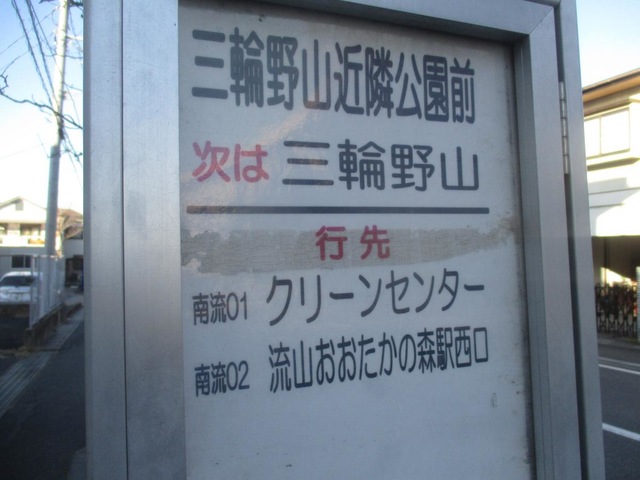 三輪野山近隣公園前
次は 三輪野山
行先
南流01 クリーンセンター
南流02 流山おおたかの森駅西口